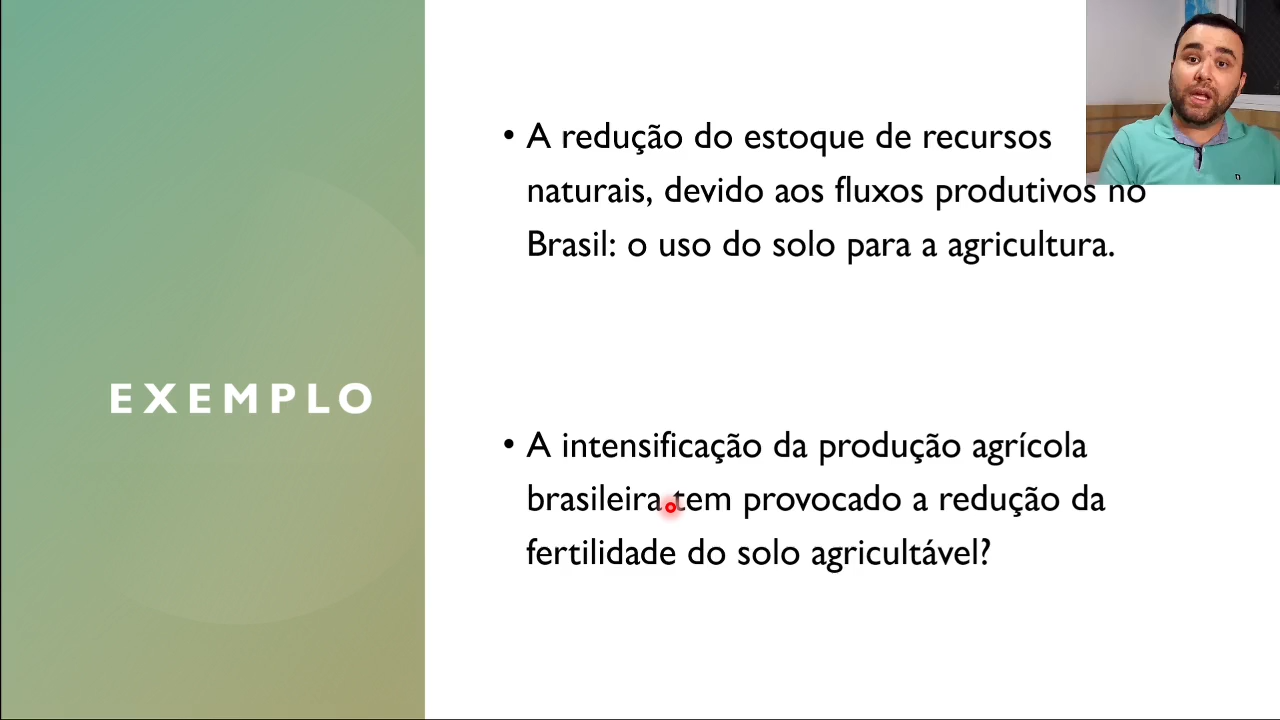 EXEMPLO
• A redução do estoque de recursos
naturais, devido aos fluxos produtivos no
Brasil: o uso do solo para a agricultura.
• A intensificação da produção agrícola
brasileira tem provocado a redução da
fertilidade do solo agricultável?